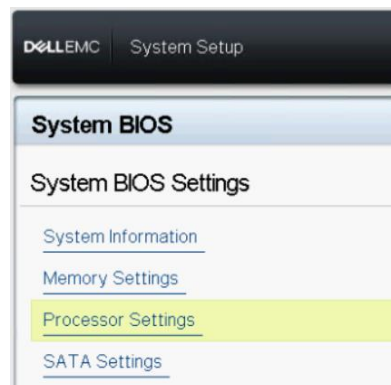 DELLEMC System Setup
System BIOS
System BIOS Settings
System Information
Memory Settings
Processor Settings
SATA Settings